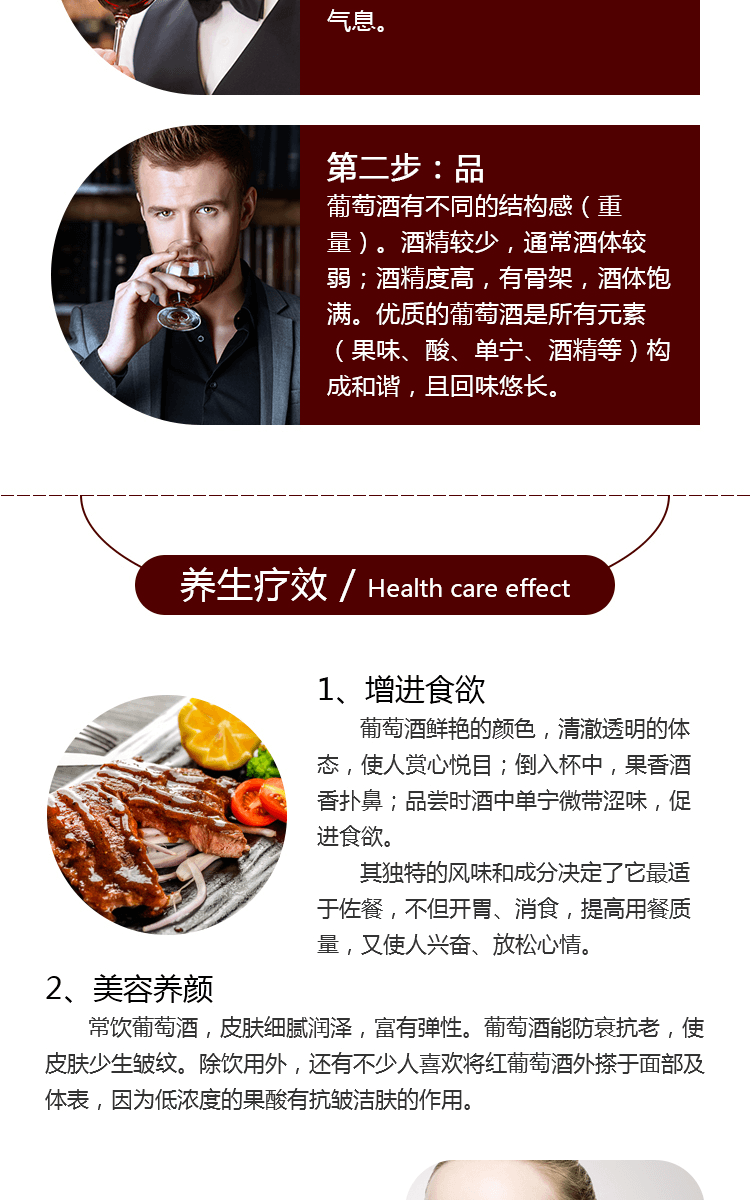 气息。
第二步：品
葡萄酒有不同的结构感（重
量）。酒精较少，通常酒体较
弱；酒精度高，有骨架，酒体饱
满。优质的葡萄酒是所有元素
（果味、酸、单宁、酒精等）构
成和谐，且回味悠长。
养生疗效 / Health care effect
1、增进食欲
葡萄酒鲜艳的颜色，清澈透明的体
态，使人赏心悦目；倒入杯中，果香酒
香扑鼻；品尝时酒中单宁微带涩味，促
进食欲。
其独特的风味和成分决定了它最适
于佐餐，不但开胃、消食，提高用餐质
量，又使人兴奋、放松心情。
2、美容养颜
常饮葡萄酒，皮肤细腻润泽，富有弹性。葡萄酒能防衰抗老，使
皮肤少生皱纹。除饮用外，还有不少人喜欢将红葡萄酒外搽于面部及
体表，因为低浓度的果酸有抗皱洁肤的作用。